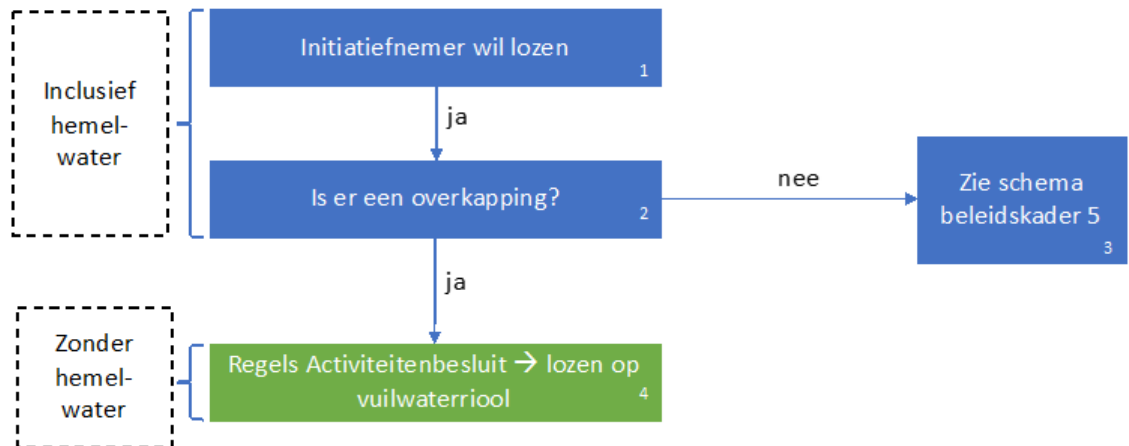 Inclusief
hemel-
water
Initiatiefnemer wil lozen
1
ja
Is er een overkapping?
2
nee
Zie schema
beleidskader 5
3
ja
Zonder
hemel-
water
Regels Activiteitenbesluit → lozen op
vuilwaterriool
4